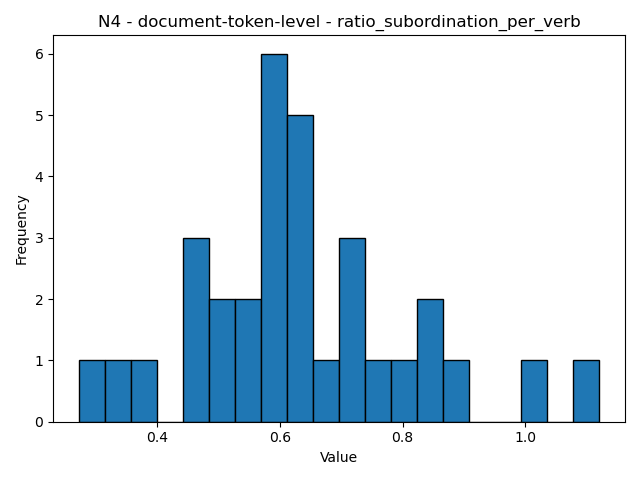 N4 - document-token-level - ratio_subordination_per_verb
6
5
4
3
2
1
0
Frequency
0.4 0.6 0.8 1.0
Value